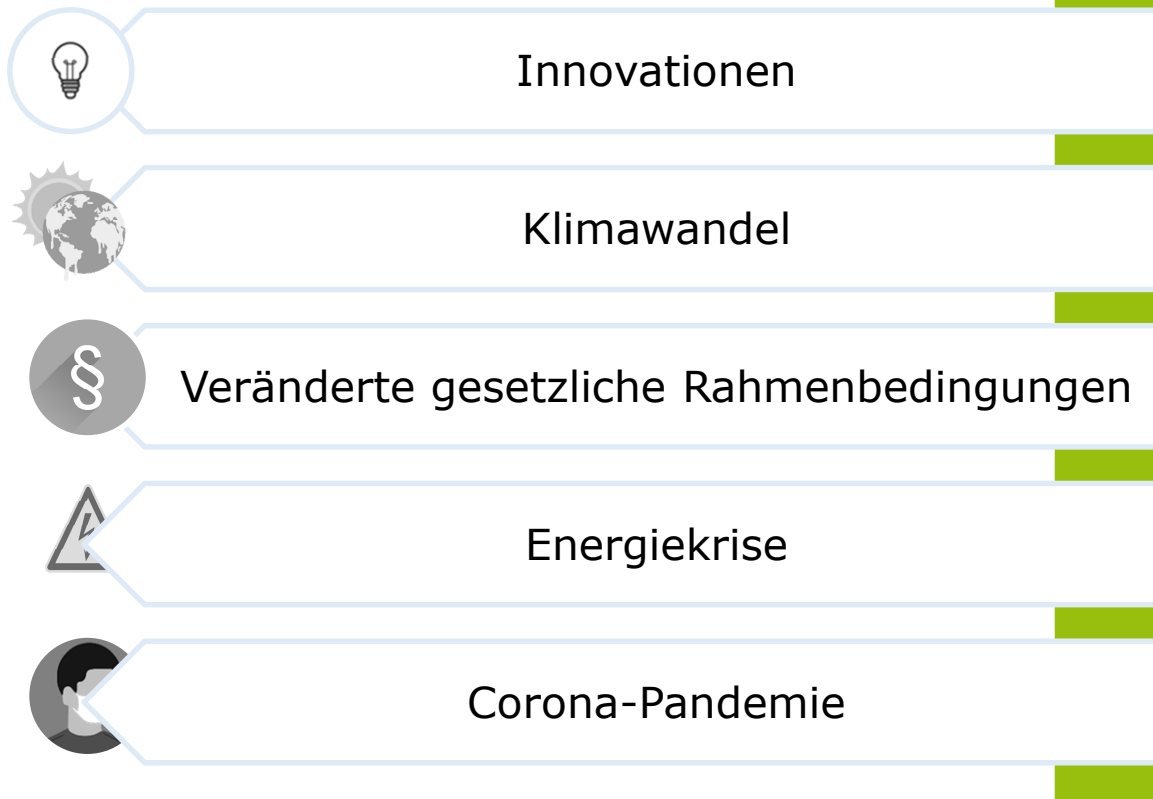 Innovationen
Klimawandel
§
Veränderte gesetzliche Rahmenbedingungen
Energiekrise
Corona-Pandemie